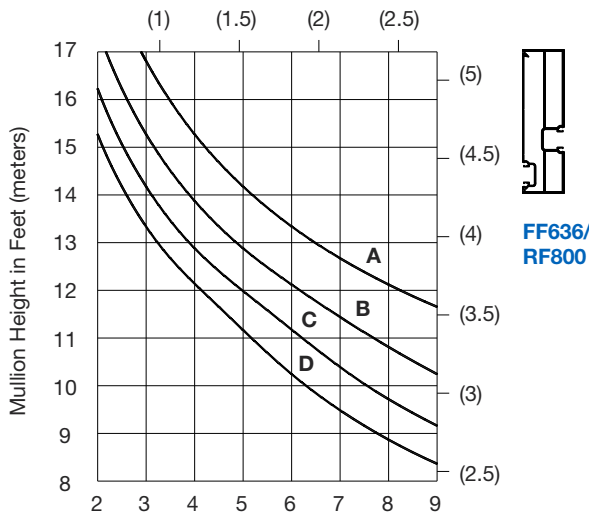 (1) (1.5) (2) (2.5)
17
16
15
14
13
12
11
10
9
8
Mullion Height in Feet (meters)
A
B
C
D
(5)
(4.5)
(4)
(3.5)
(3)
(2.5)
2 3 4 5 6 7 8 9
FF636/
RF800